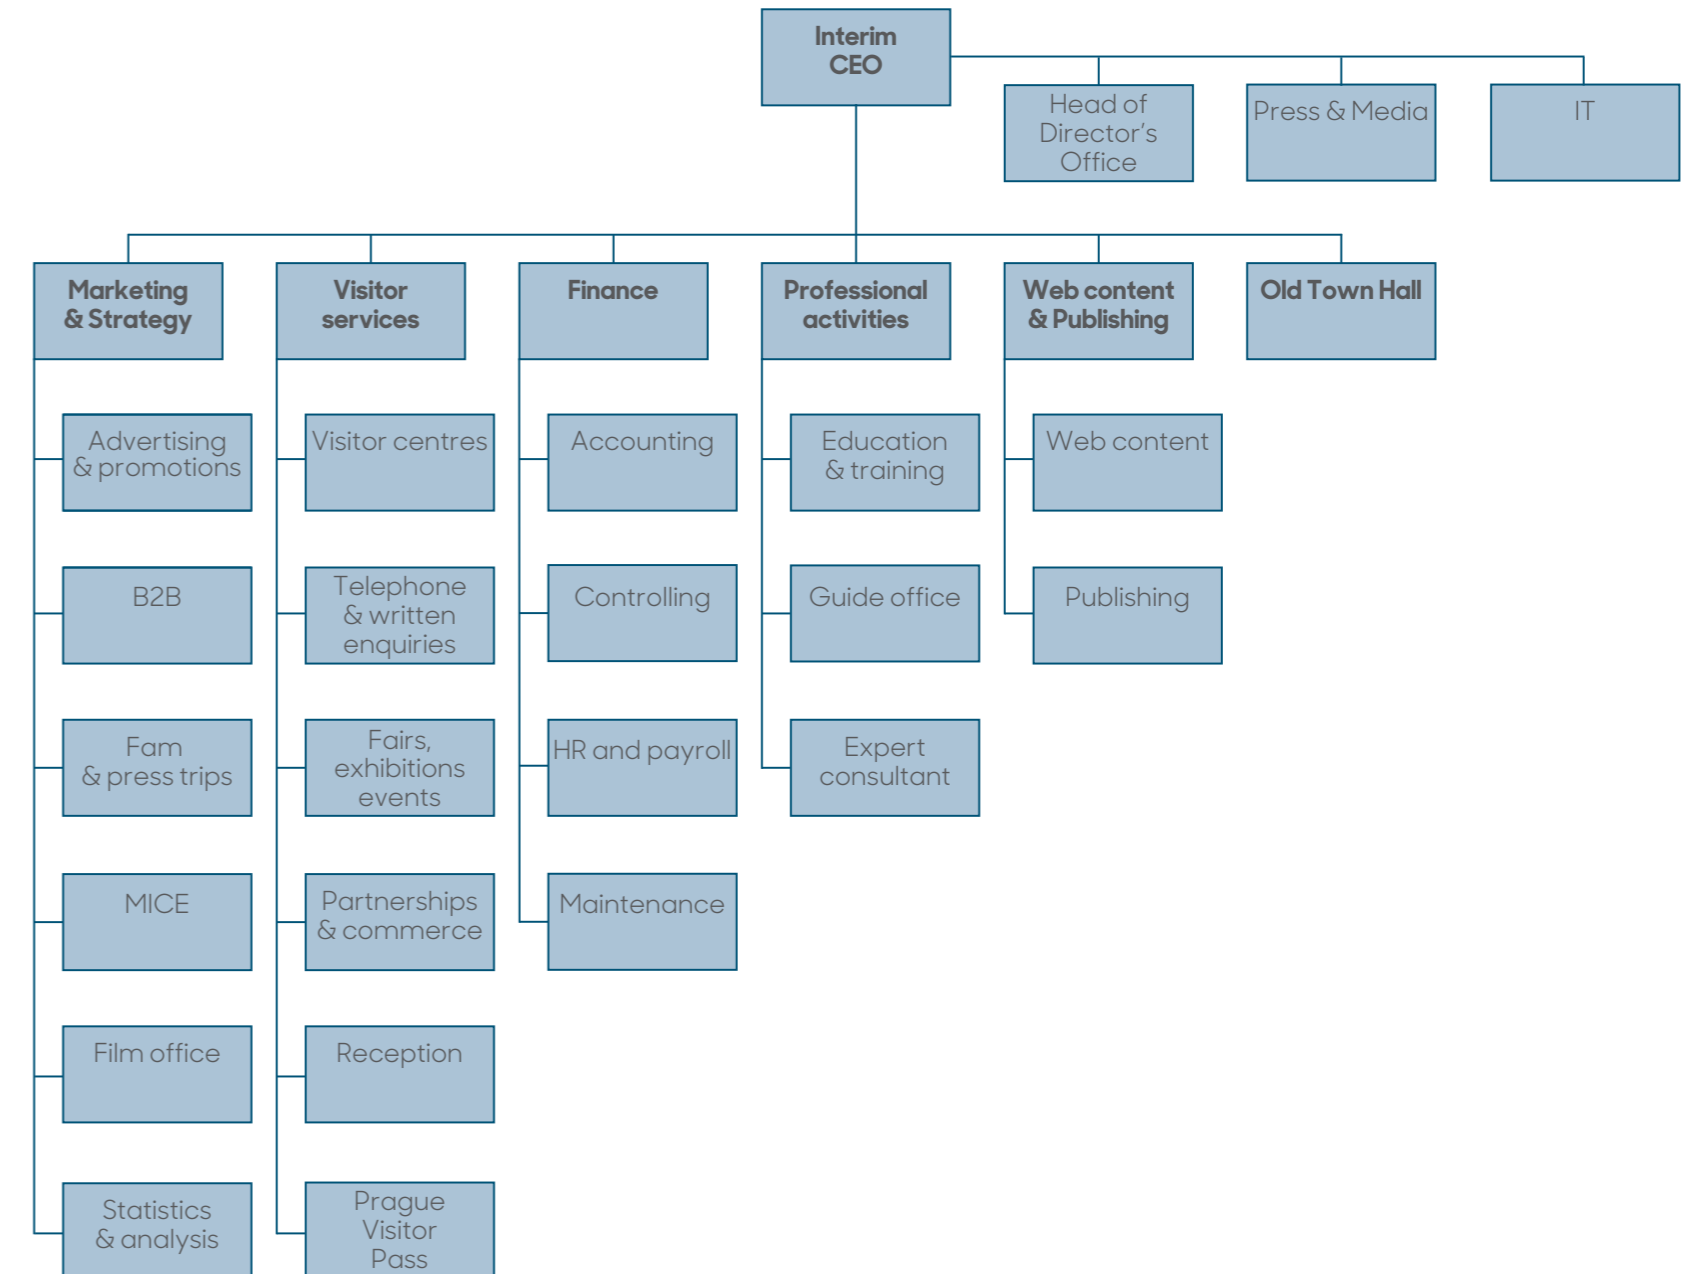 Interim
CEO
Head of
Director’s
Office
Press & Media
IT
Marketing
& Strategy
Visitor
services
Finance
Professional
activities
Web content
& Publishing
Old Town Hall
Advertising
& promotions
Visitor centres
Accounting
Education
& training
Web content
B2B
Telephone
& written
enquiries
Controlling
Guide office
Publishing
Fam
& press trips
Fairs,
exhibitions
events
HR and payroll
Expert
consultant
MICE
Partnerships
& commerce
Maintenance
Film office
Reception
Statistics
& analysis
Prague
Visitor
Pass